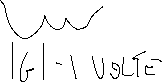 |G| - 1 VOLTE